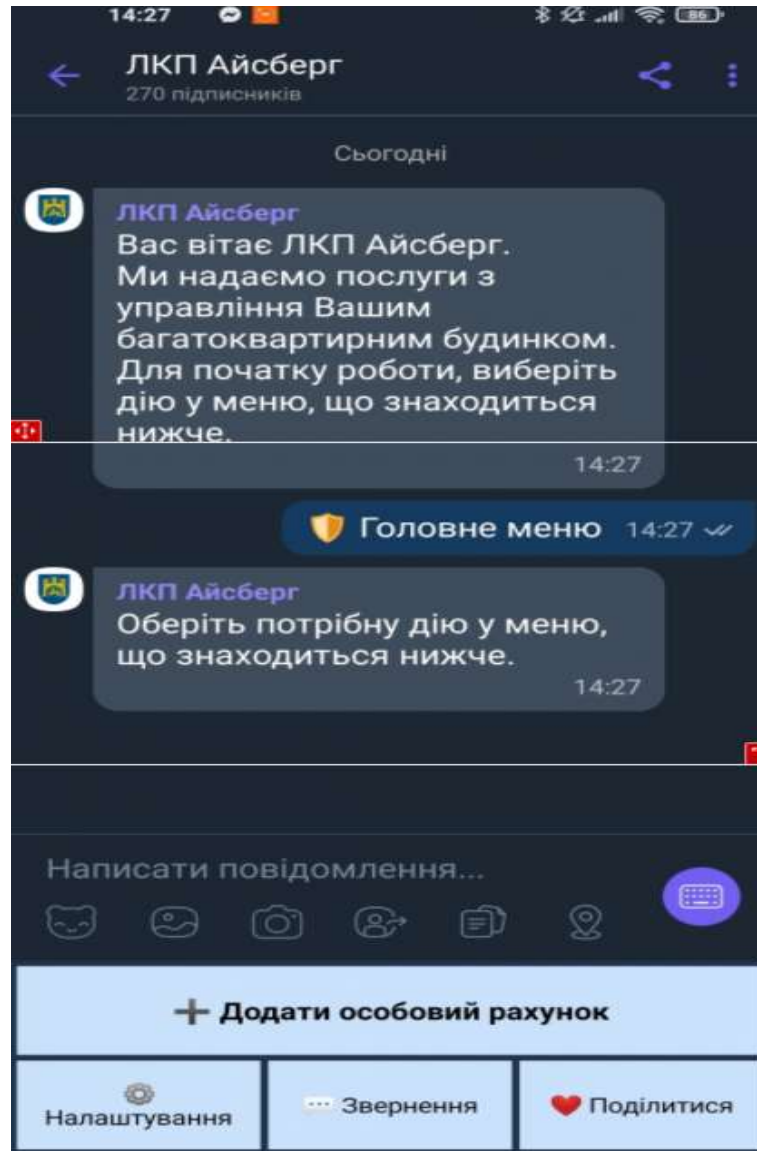 14:27
86
ЛКП Айсберг
270 підписників
Сьогодні
ЛКП Айсберг
Вас вітає ЛКП Айсберг.
Ми надаємо послуги з
управління Вашим
багатоквартирним будинком.
Для початку роботи, виберіть
дію у меню, що знаходиться
нижче.
14:27
Головне меню 14:27
ЛКП Айсберг
Оберіть потрібну дію у меню,
що знаходиться нижче.
14:27
Написати повідомлення...
Додати особовий рахунок
Налаштування
Звернення
Поділитися